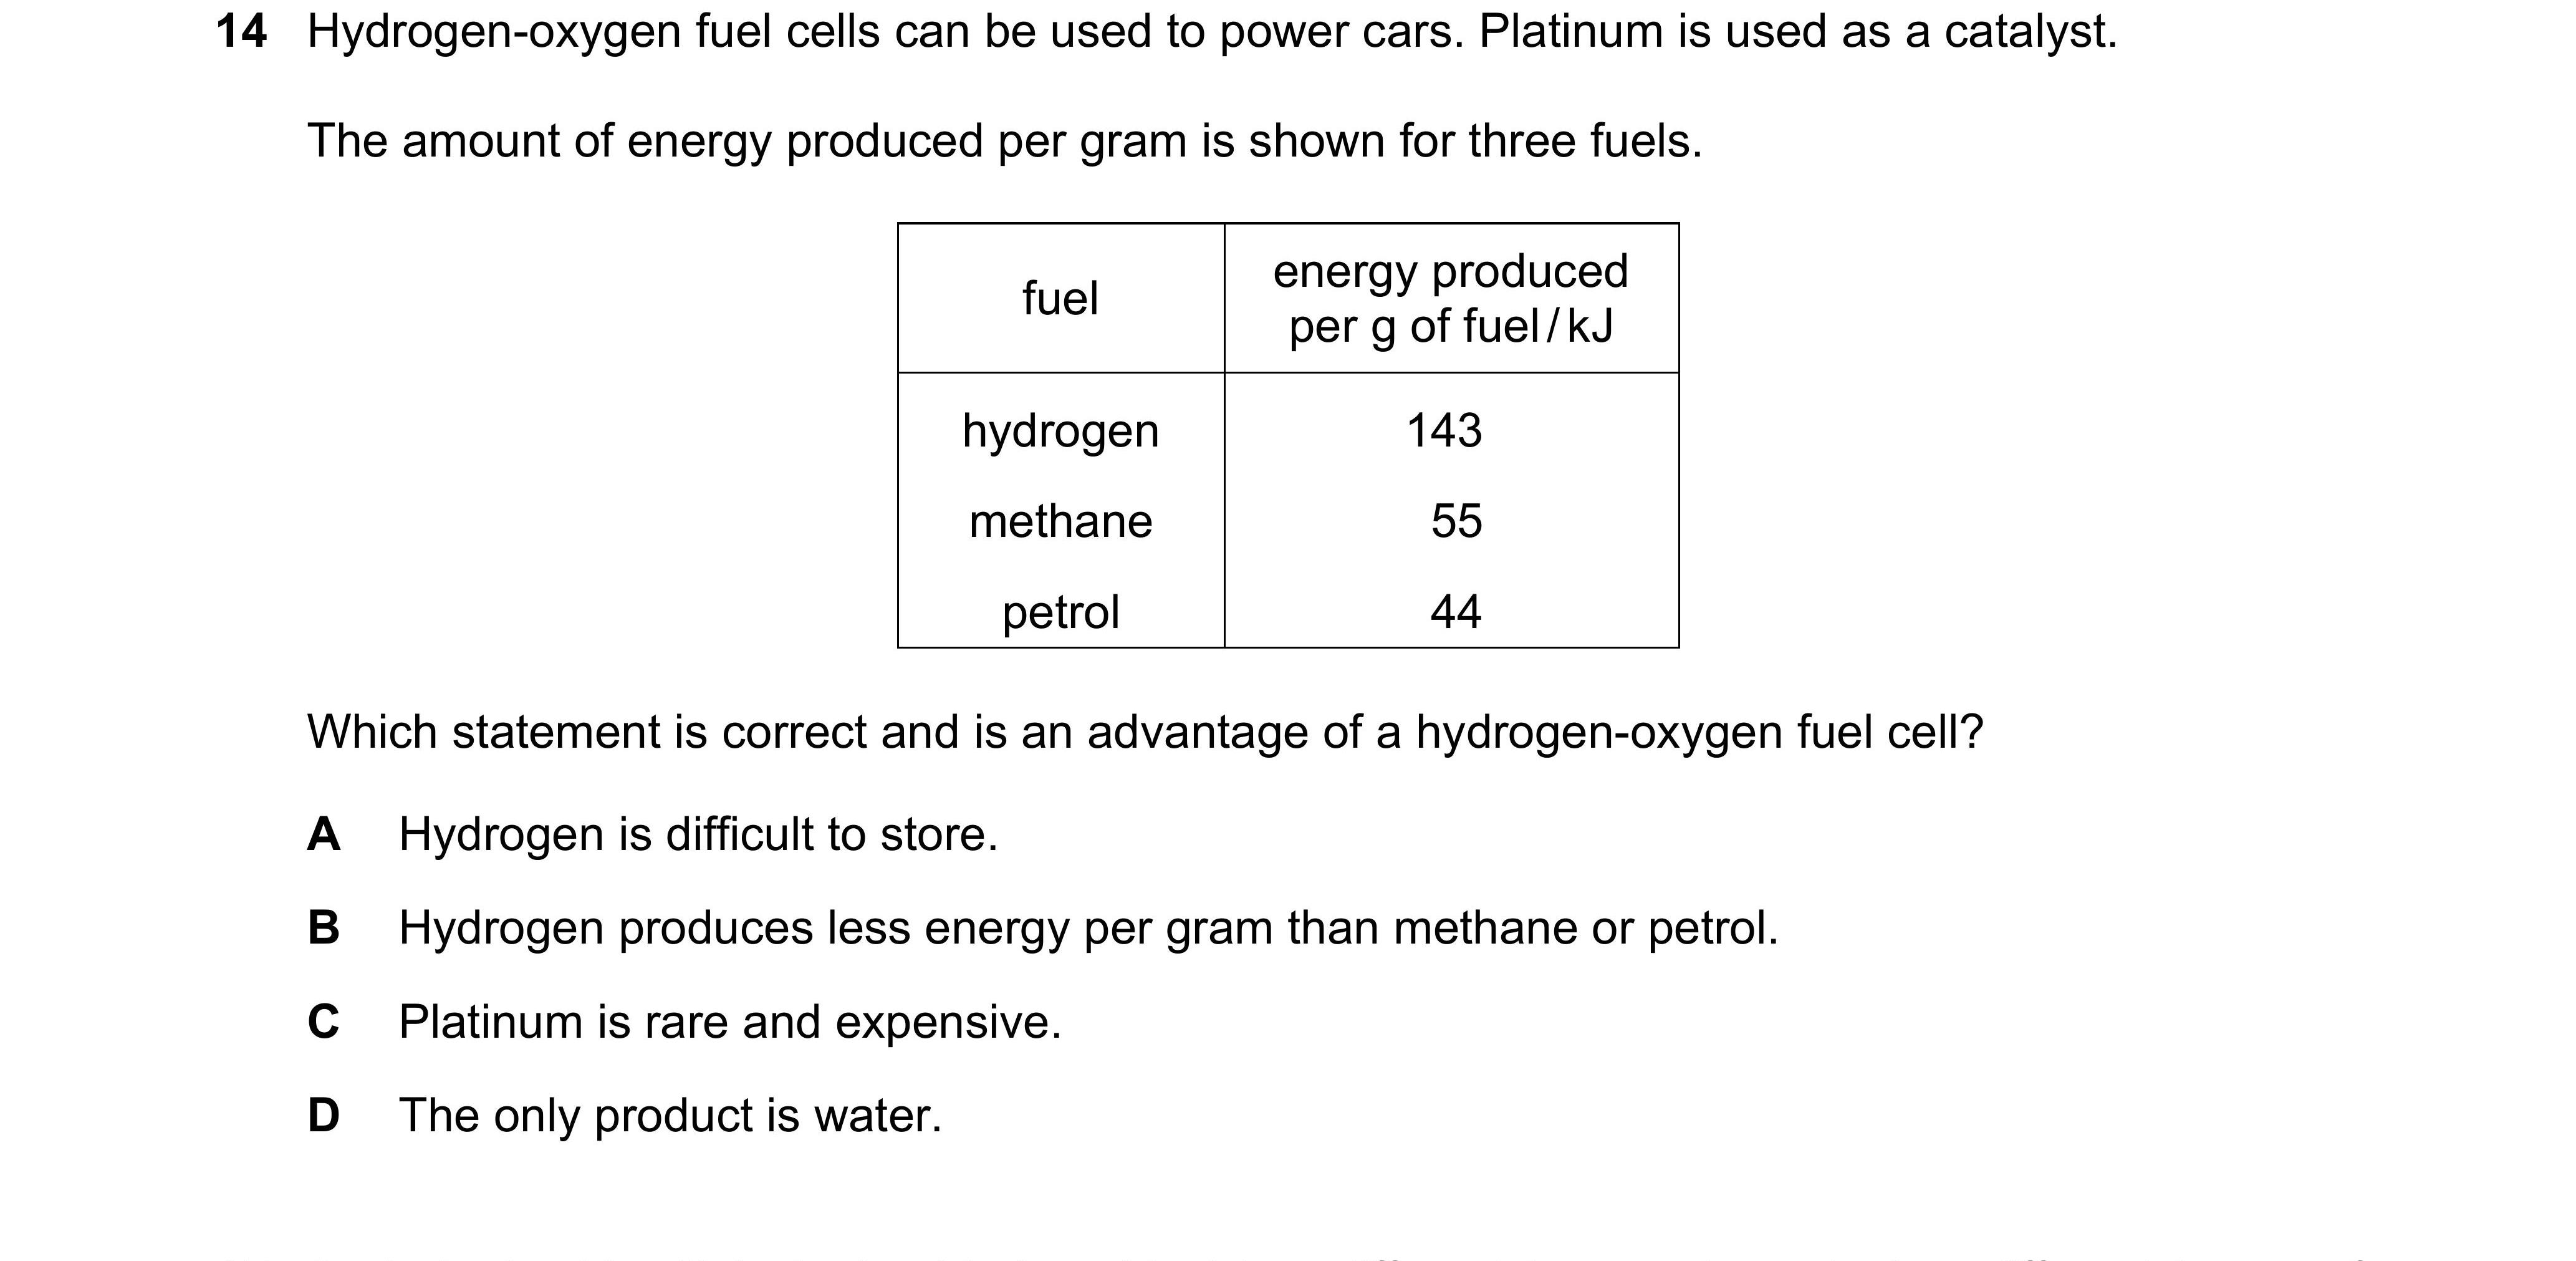 14 Hydrogen-oxygen fuel cells can be used to power cars. Platinum is used as a catalyst.
The amount of energy produced per gram is shown for three fuels.
fuel
energy produced
per g of fuel / kJ
hydrogen 143
methane 55
petrol 44
Which statement is correct and is an advantage of a hydrogen-oxygen fuel cell?
A Hydrogen is difficult to store.
B Hydrogen produces less energy per gram than methane or petrol.
C Platinum is rare and expensive.
D The only product is water.